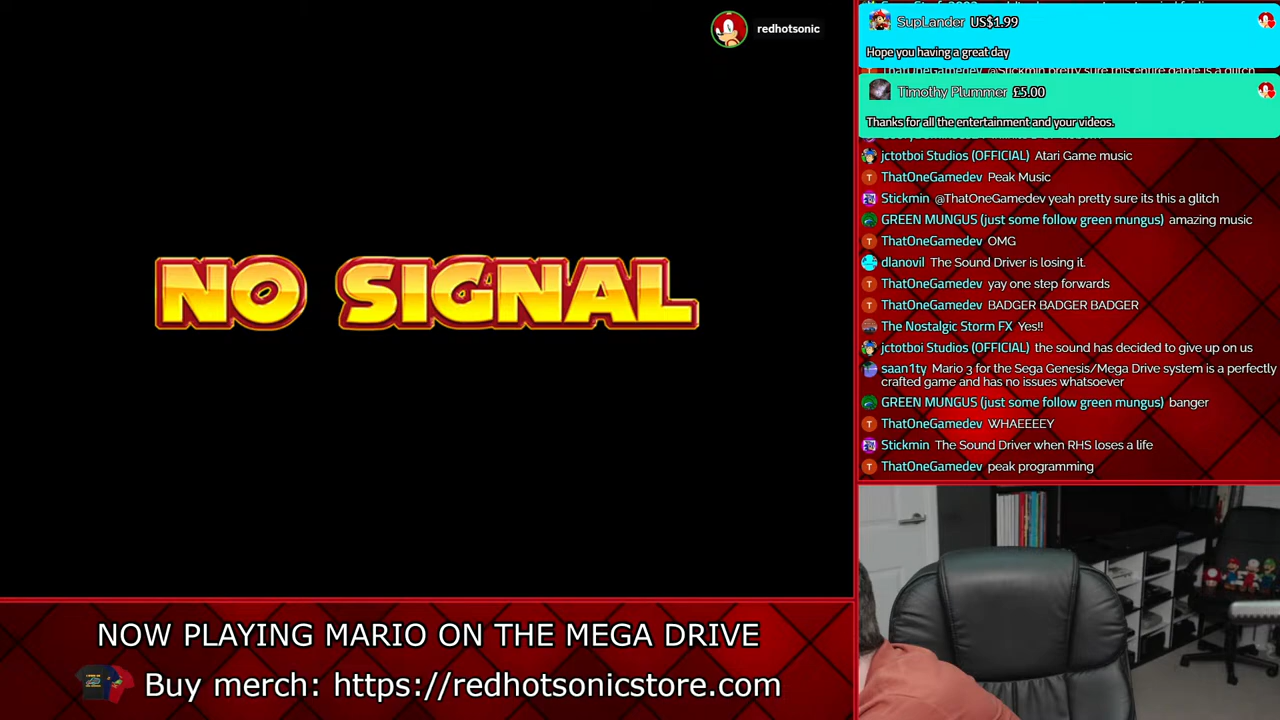 redhotsonic
NO SIGNAL
NOW PLAYING MARIO ON THE MEGA DRIVE
Buy merch: https://redhotsonicstore.com
SupLander US$1.99
Hope you having a great day
Timothy Plummer £5.00
Thanks for all the entertainment and your videos.
jctotboi Studios (OFFICIAL) Atari Game music
T ThatOneGamedev Peak Music
Stickmin @ThatOneGamedev yeah pretty sure its this a glitch
GREEN MUNGUS (just some follow green mungus) amazing music
T ThatOneGamedev OMG
dlanovil The Sound Driver is losing it.
T ThatOneGamedev yay one step forwards
T ThatOneGamedev BADGER BADGER BADGER
The Nostalgic Storm FX Yes!!
jctotboi Studios (OFFICIAL) the sound has decided to give up on us
saan1ty Mario 3 for the Sega Genesis/Mega Drive system is a perfectly
crafted game and has no issues whatsoever
GREEN MUNGUS (just some follow green mungus) banger
T ThatOneGamedev WHAEEEEY
Stickmin The Sound Driver when RHS loses a life
T ThatOneGamedev peak programming